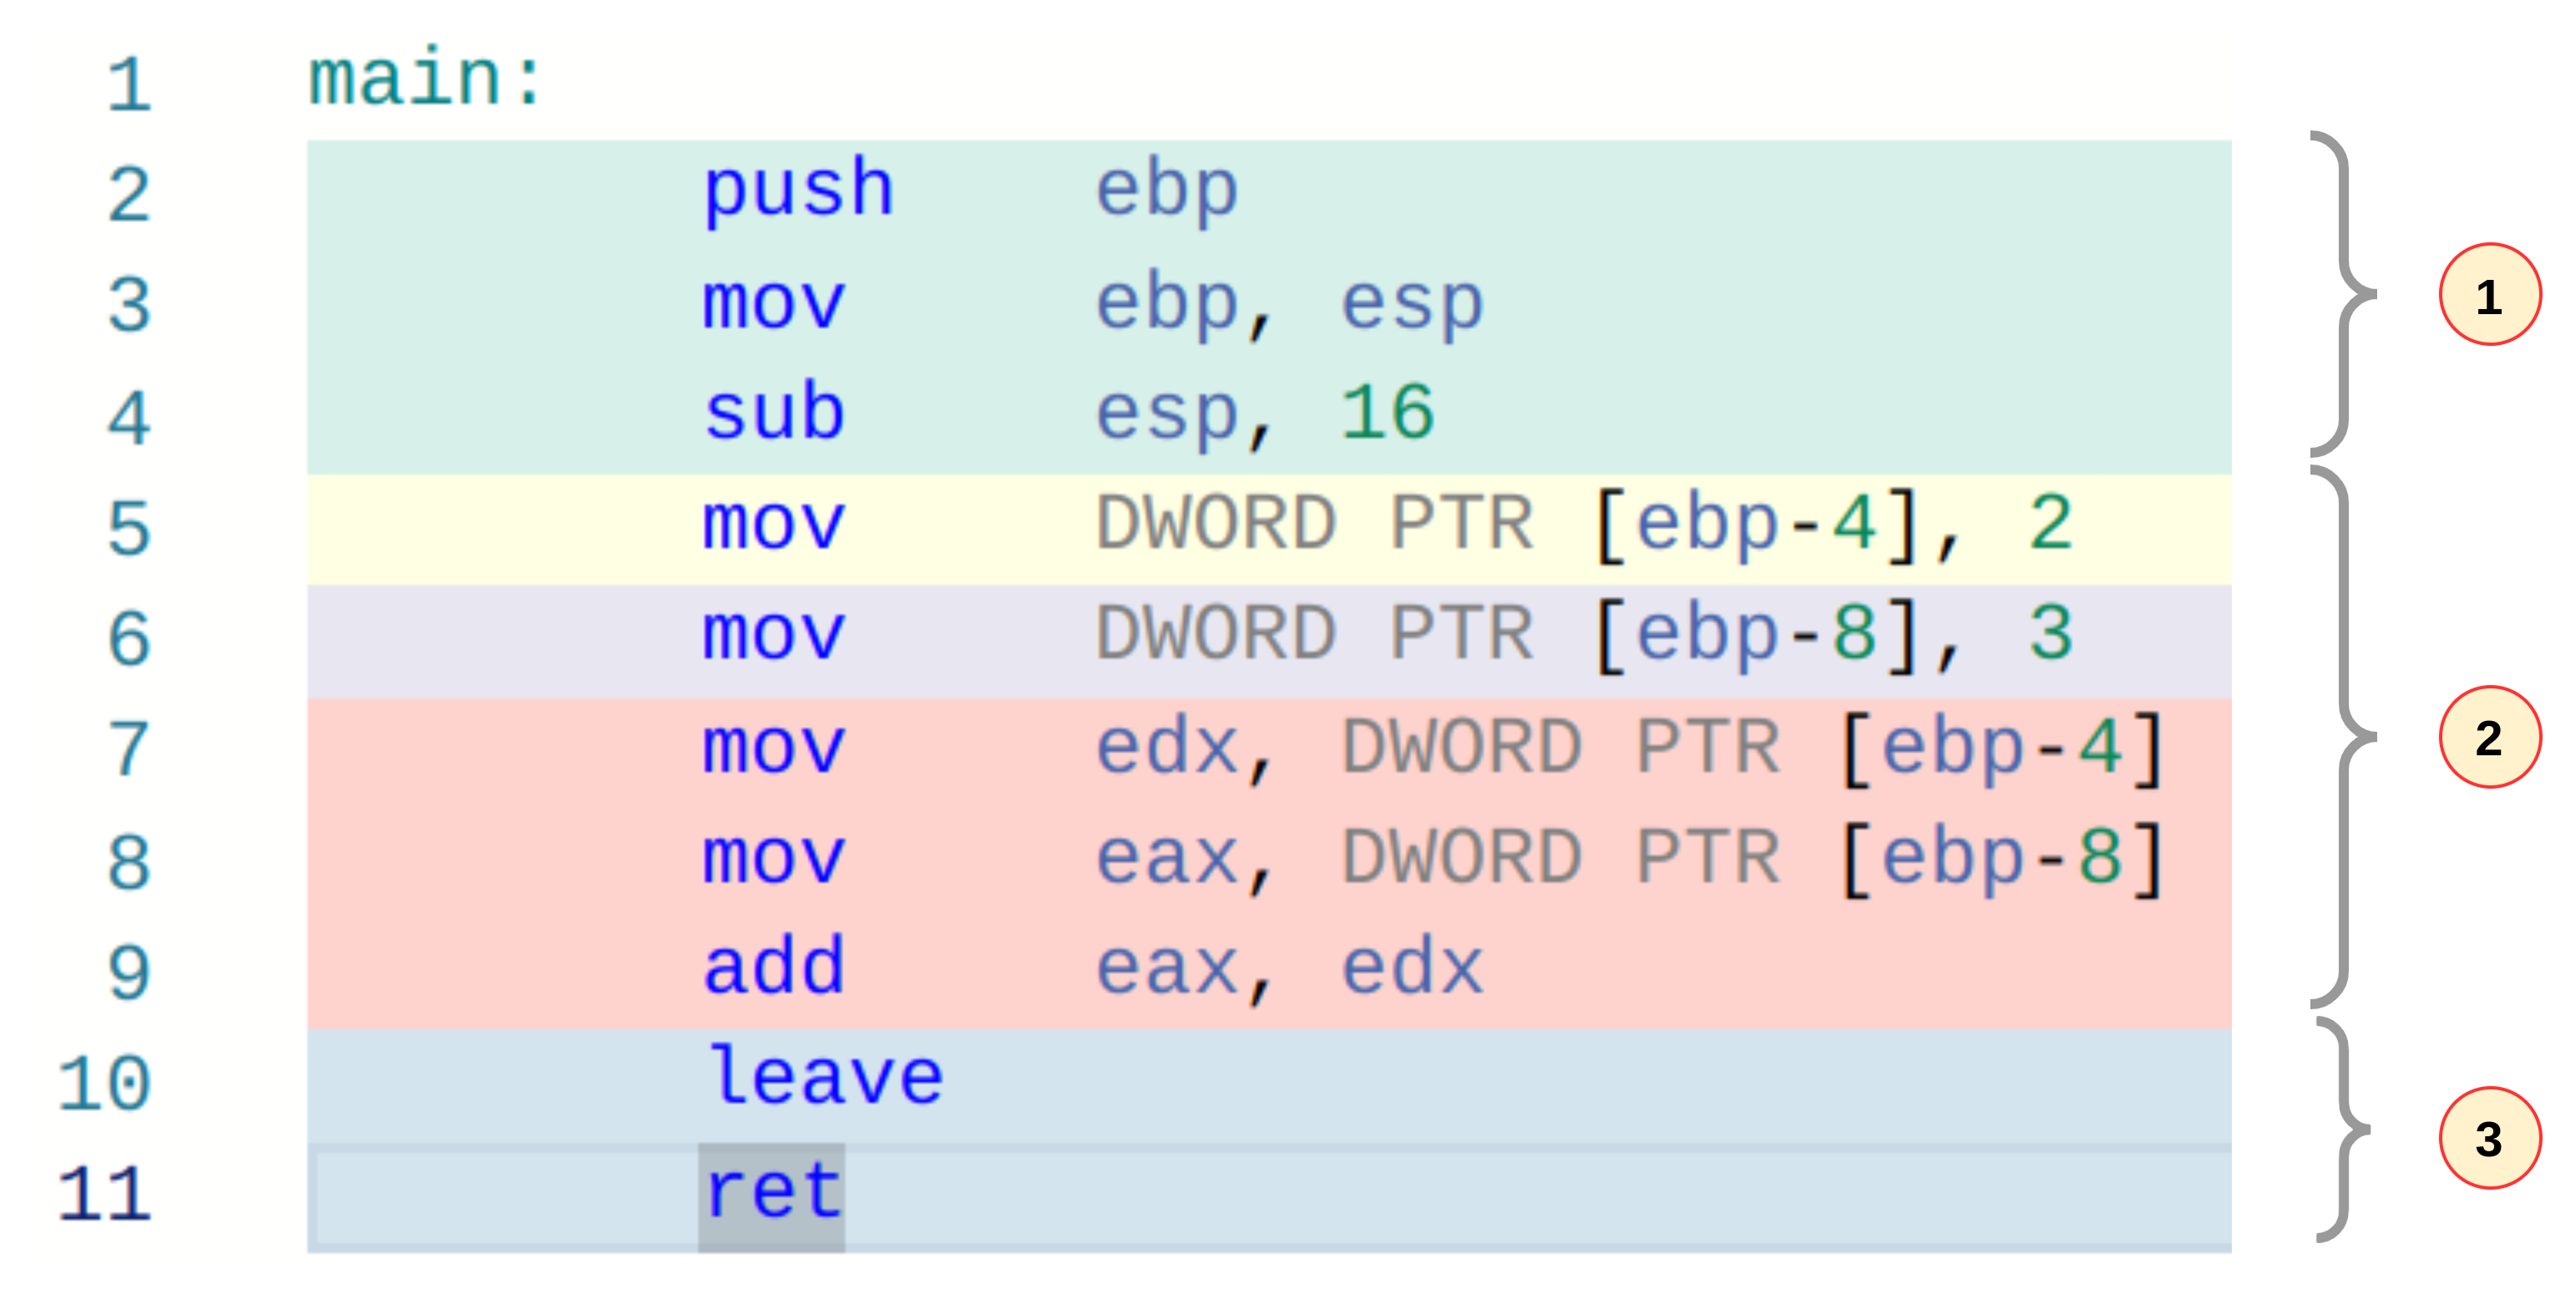 1 main:
2 push ebp
3 mov ebp, esp
4 sub esp, 16
1
5 mov DWORD PTR [ebp-4], 2
6 mov DWORD PTR [ebp-8], 3
7 mov edx, DWORD PTR [ebp-4]
8 mov eax, DWORD PTR [ebp-8]
9 add eax, edx
2
10 leave
11 ret
3